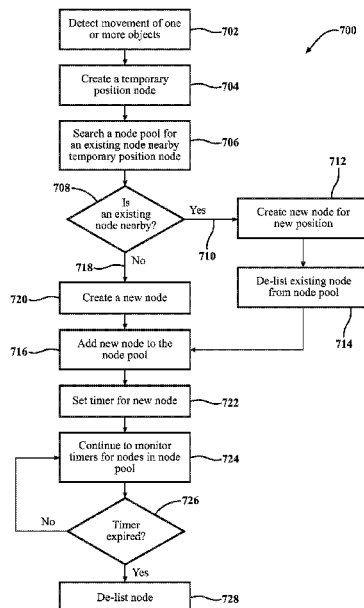 Detect movement of one
or more objects
702
700
Create a temporary
position node
704
Search a node pool for
an existing node nearby
temporary position node
706
708
Is
an existing
node nearby?
Yes
710
712
Create new node for
new position
718
No
De-list existing node
from node pool
714
720
Create a new node
716
Add new node to the
node pool
Set timer for new node
722
Continue to monitor
timers for nodes in node
pool
724
726
No
Timer
expired?
Yes
De-list node
728